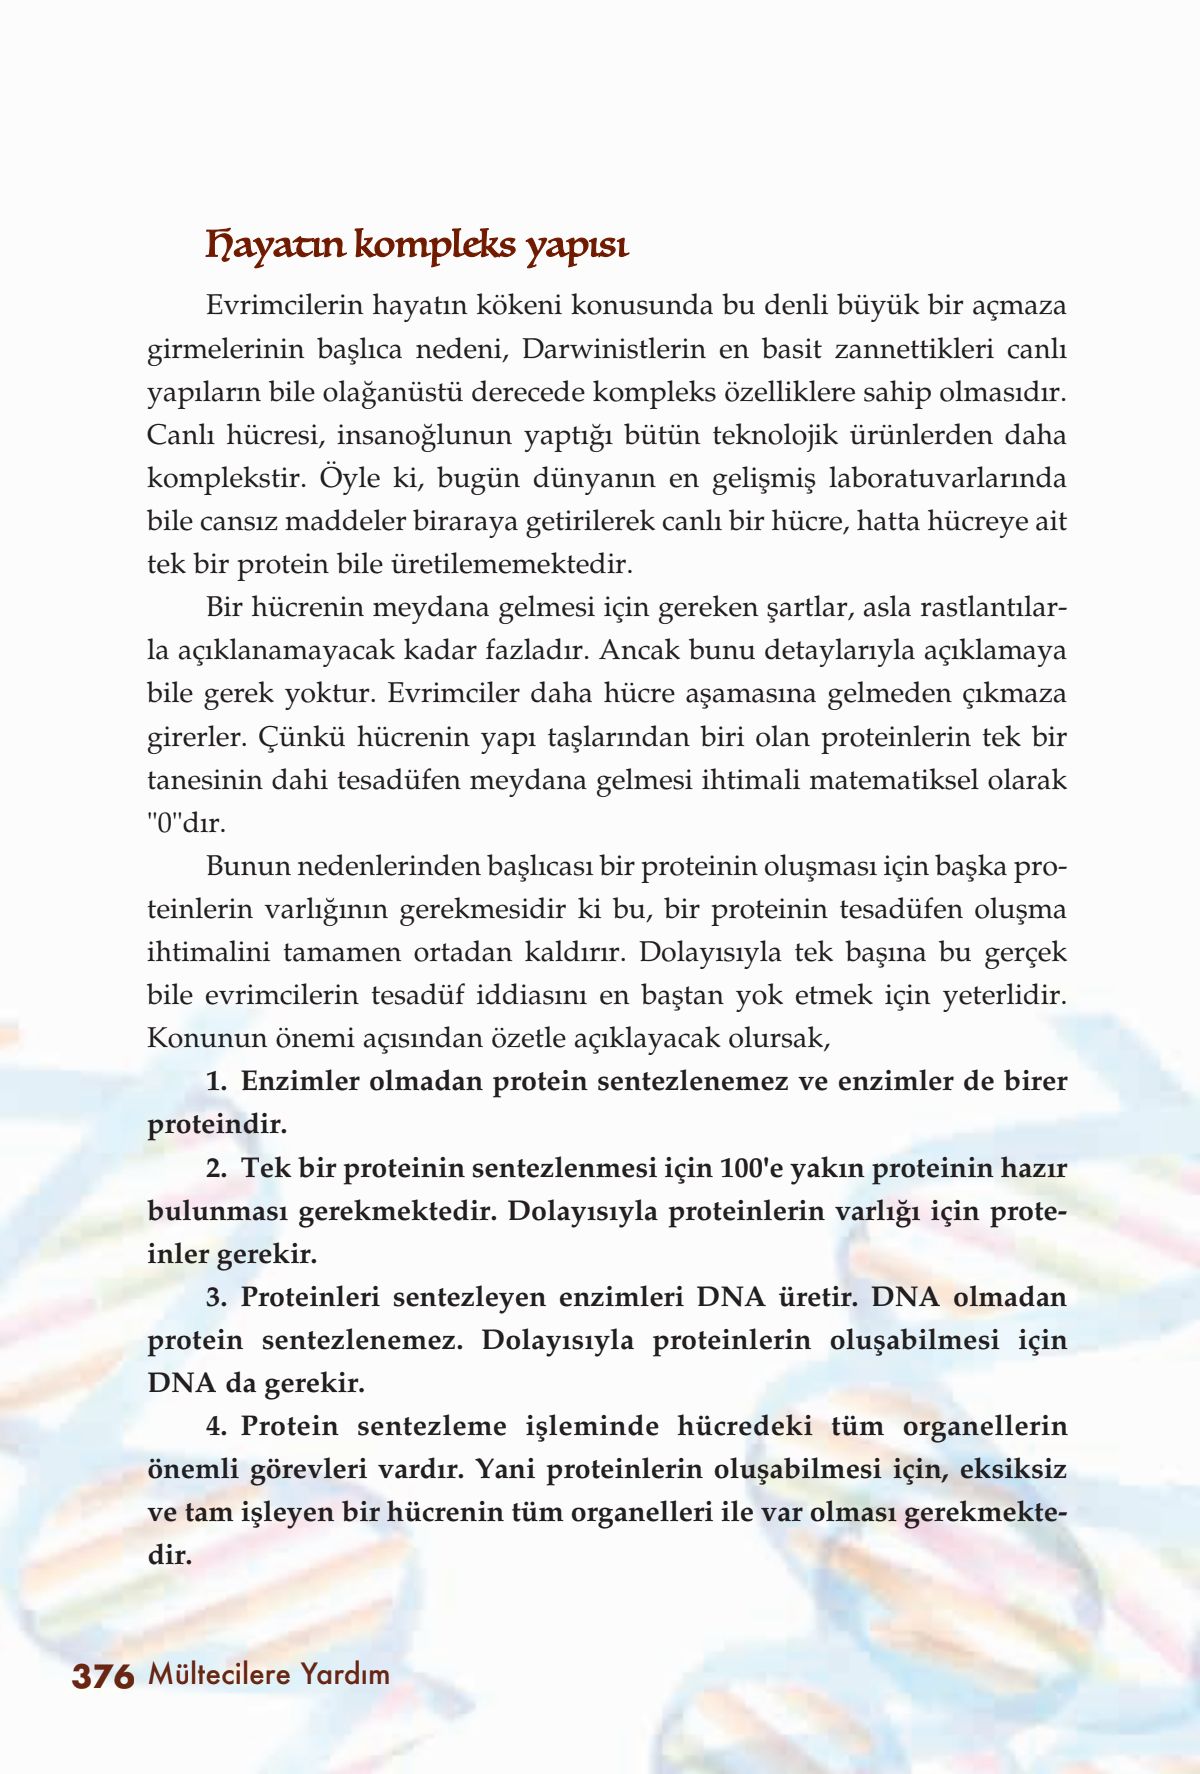 Hayatın kompleks yapısı
Evrimcilerin hayatın kökeni konusunda bu denli büyük bir açmaza
girmelerinin başlıca nedeni, Darwinistlerin en basit zannettikleri canlı
yapıların bile olağanüstü derecede kompleks özelliklere sahip olmasıdır.
Canlı hücresi, insanoğlunun yaptığı bütün teknolojik ürünlerden daha
komplekstir. Öyle ki, bugün dünyanın en gelişmiş laboratuvarlarında
bile cansız maddeler biraraya getirilerek canlı bir hücre, hatta hücreye ait
tek bir protein bile üretilememektedir.
Bir hücrenin meydana gelmesi için gereken şartlar, asla rastlantılar-
la açıklanamayacak kadar fazladır. Ancak bunu detaylarıyla açıklamaya
bile gerek yoktur. Evrimciler daha hücre aşamasına gelmeden çıkmaza
girerler. Çünkü hücrenin yapı taşlarından biri olan proteinlerin tek bir
tanesinin dahi tesadüfen meydana gelmesi ihtimali matematiksel olarak
"0"dır.
Bunun nedenlerinden başlıcası bir proteinin oluşması için başka pro-
teinlerin varlığının gerekmesidir ki bu, bir proteinin tesadüfen oluşma
ihtimalini tamamen ortadan kaldırır. Dolayısıyla tek başına bu gerçek
bile evrimcilerin tesadüf iddiasını en baştan yok etmek için yeterlidir.
Konunun önemi açısından özetle açıklayacak olursak,
1. Enzimler olmadan protein sentezlenemez ve enzimler de birer
proteindir.
2. Tek bir proteinin sentezlenmesi için 100'e yakın proteinin hazır
bulunması gerekmektedir. Dolayısıyla proteinlerin varlığı için prote-
inler gerekir.
3. Proteinleri sentezleyen enzimleri DNA üretir. DNA olmadan
protein sentezlenemez. Dolayısıyla proteinlerin oluşabilmesi için
DNA da gerekir.
4. Protein sentezleme işleminde hücredeki tüm organellerin
önemli görevleri vardır. Yani proteinlerin oluşabilmesi için, eksiksiz
ve tam işleyen bir hücrenin tüm organelleri ile var olması gerekmekte-
dir.
376 Mültecilere Yardım